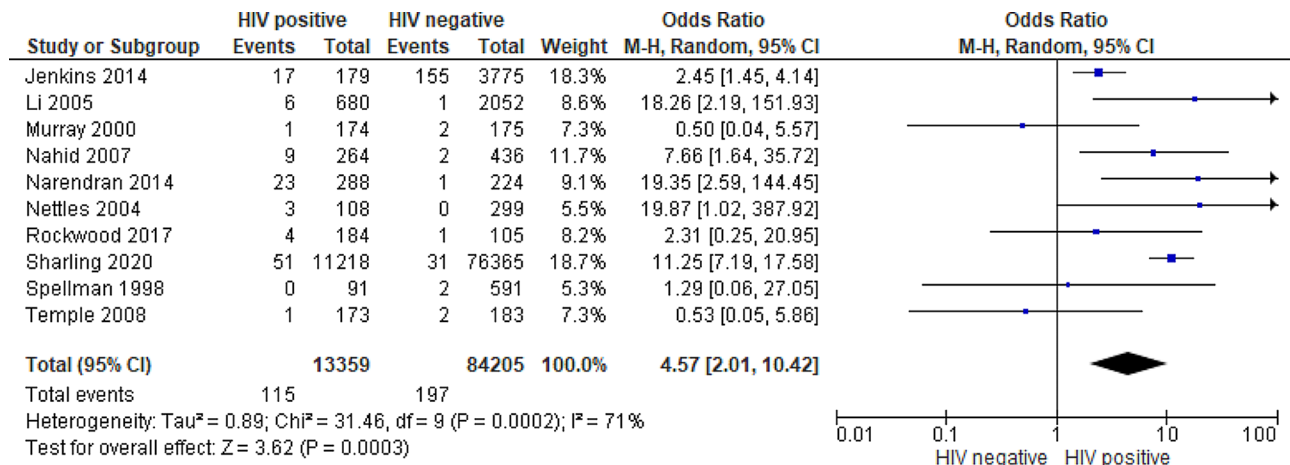 HIV positive HIV negative Odds Ratio Odds Ratio
Study or Subgroup Events Total Events Total Weight M-H, Random, 95% CI M-H, Random, 95% CI
Jenkins 2014 17 179 155 3775 18.3% 2.45 [1.45, 4.14]
Li 2005 6 680 1 2052 8.6% 18.26 [2.19, 151.93]
Murray 2000 1 174 2 175 7.3% 0.50 [0.04, 5.57]
Nahid 2007 9 264 2 436 11.7% 7.66 [1.64, 35.72]
Narendran 2014 23 288 1 224 9.1% 19.35 [2.59, 144.45]
Nettles 2004 3 108 0 299 5.5% 19.87 [1.02, 387.92]
Rockwood 2017 4 184 1 105 8.2% 2.31 [0.25, 20.95]
Sharling 2020 51 11218 31 76365 18.7% 11.25 [7.19, 17.58]
Spellman 1998 0 91 2 591 5.3% 1.29 [0.06, 27.05]
Temple 2008 1 173 2 183 7.3% 0.53 [0.05, 5.86]
Total (95% CI) 13359 84205 100.0% 4.57 [2.01, 10.42]
Total events 115 197
Heterogeneity: Tau² = 0.89; Chi² = 31.46, df = 9 (P = 0.0002); I² = 71%
Test for overall effect: Z = 3.62 (P = 0.0003)
0.01 0.1 1 10 100
HIV negative HIV positive